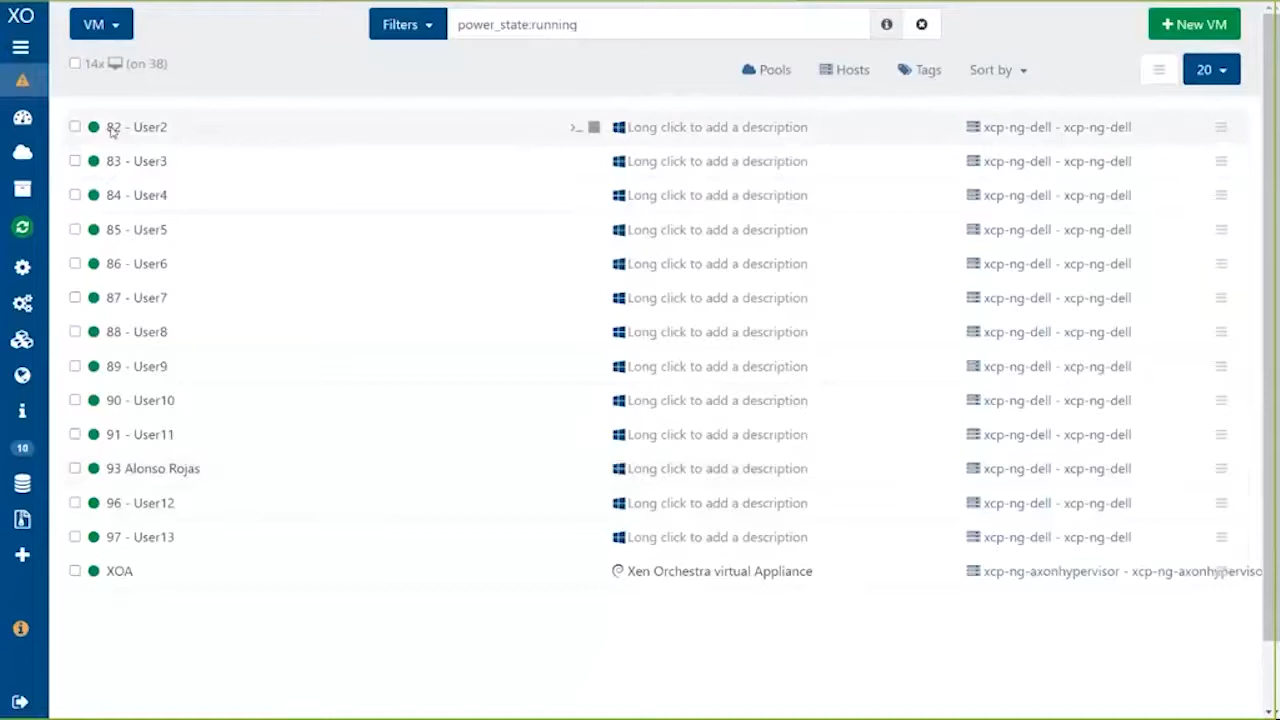 XO
VM
Filters
power_state:running
New VM
14x (on 38)
Pools
Hosts
Tags
Sort by
20
82 - User2 >_ Long click to add a description xcp-ng-dell - xcp-ng-dell
83 - User3 Long click to add a description xcp-ng-dell - xcp-ng-dell
84 - User4 Long click to add a description xcp-ng-dell - xcp-ng-dell
85 - User5 Long click to add a description xcp-ng-dell - xcp-ng-dell
86 - User6 Long click to add a description xcp-ng-dell - xcp-ng-dell
87 - User7 Long click to add a description xcp-ng-dell - xcp-ng-dell
88 - User8 Long click to add a description xcp-ng-dell - xcp-ng-dell
89 - User9 Long click to add a description xcp-ng-dell - xcp-ng-dell
90 - User10 Long click to add a description xcp-ng-dell - xcp-ng-dell
91 - User11 Long click to add a description xcp-ng-dell - xcp-ng-dell
10
93 Alonso Rojas Long click to add a description xcp-ng-dell - xcp-ng-dell
96 - User12 Long click to add a description xcp-ng-dell - xcp-ng-dell
97 - User13 Long click to add a description xcp-ng-dell - xcp-ng-dell
XOA Xen Orchestra virtual Appliance xcp-ng-axonhypervisor - xcp-ng-axonhyperviso